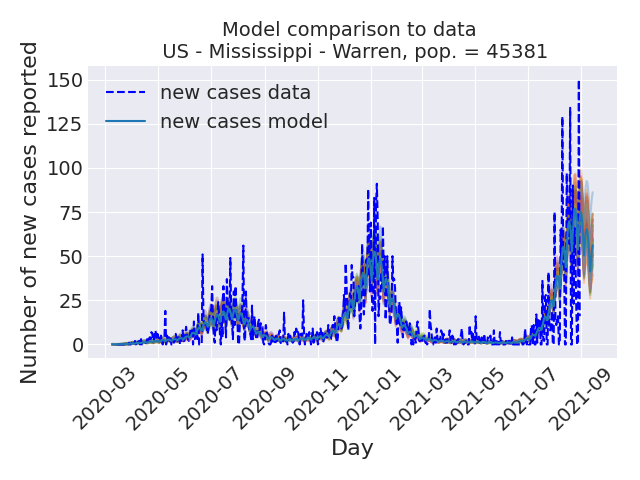 Model comparison to data
US - Mississippi - Warren, pop. = 45381
Number of new cases reported
150
125
100
75
50
25
0
new cases data
new cases model
2020-03
2020-05
2020-07
2020-09
2020-11
2021-01
2021-03
2021-05
2021-07
2021-09
Day